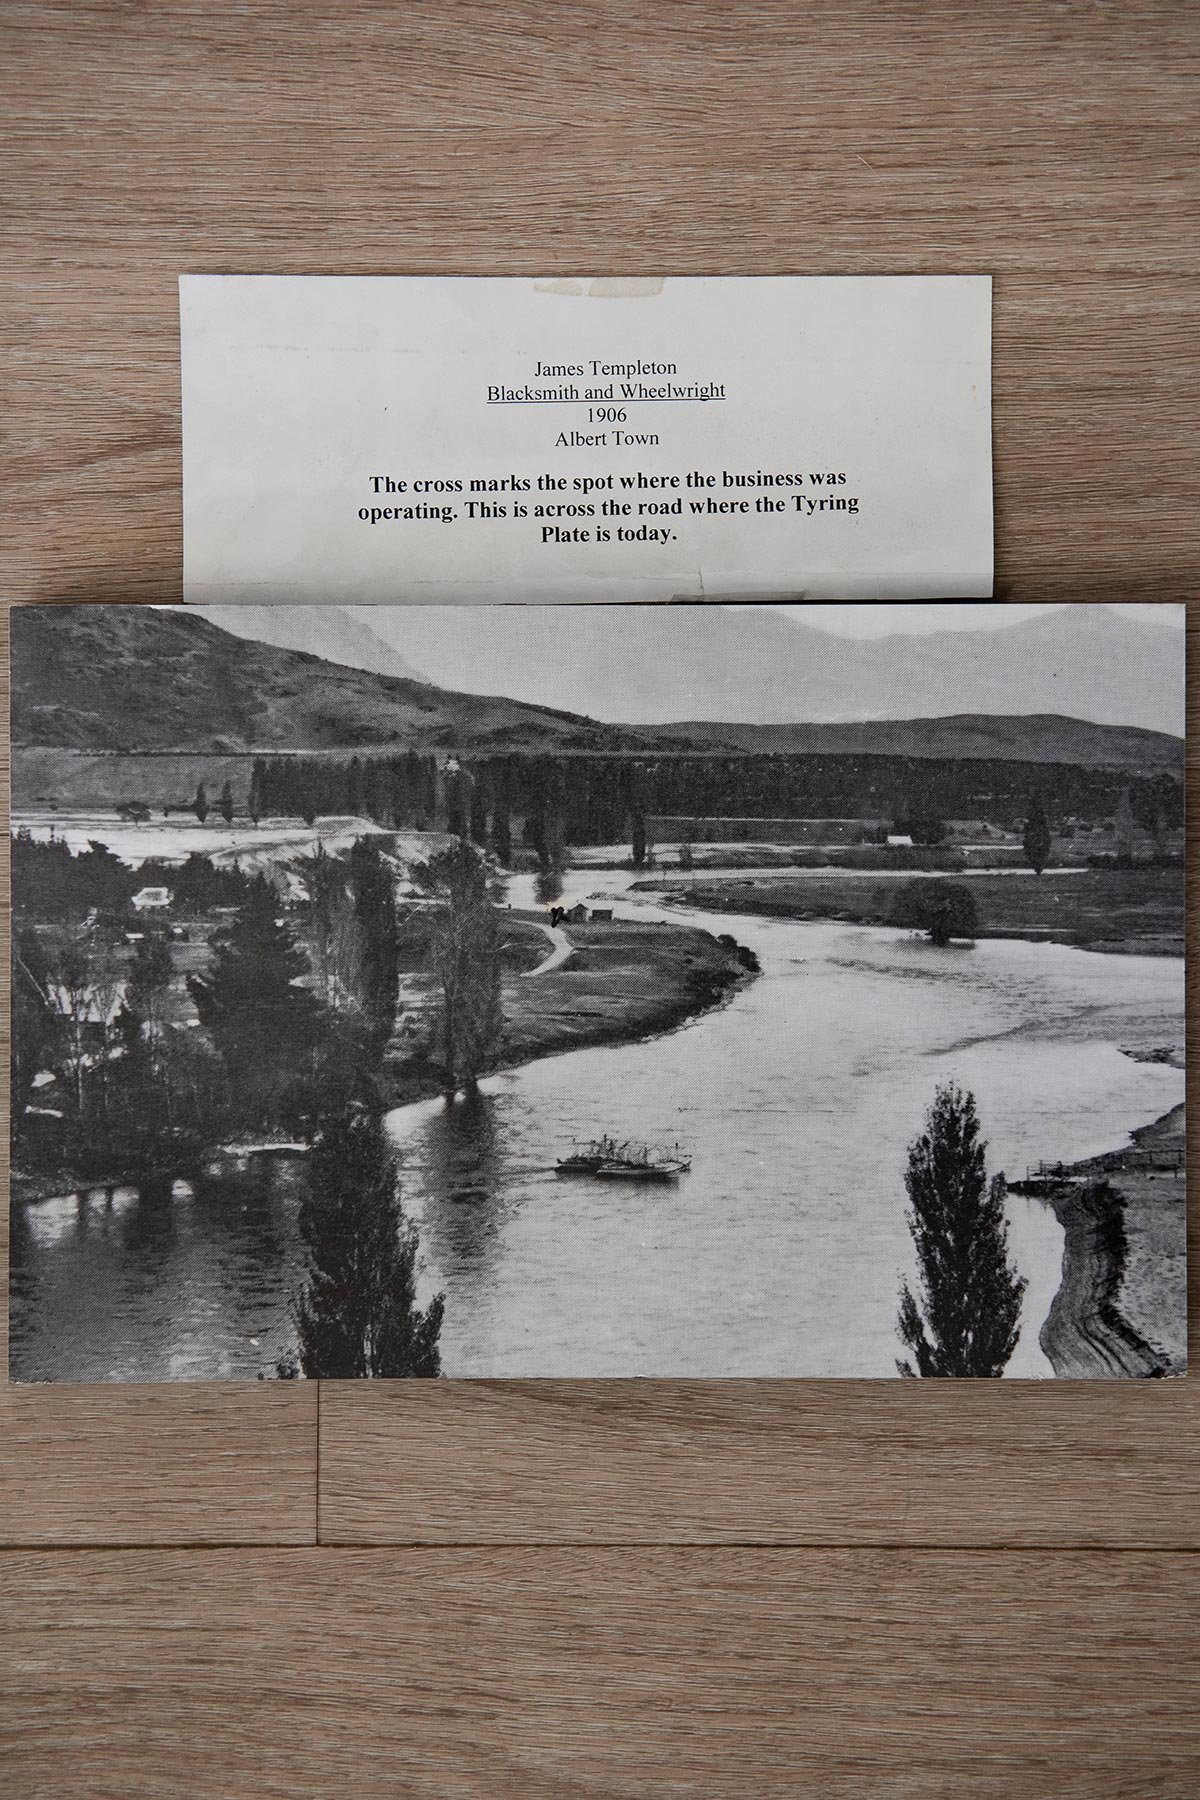 James Templeton
Blacksmith and Wheelwright
1906
Albert Town
The cross marks the spot where the business was
operating. This is across the road where the Tyring
Plate is today.